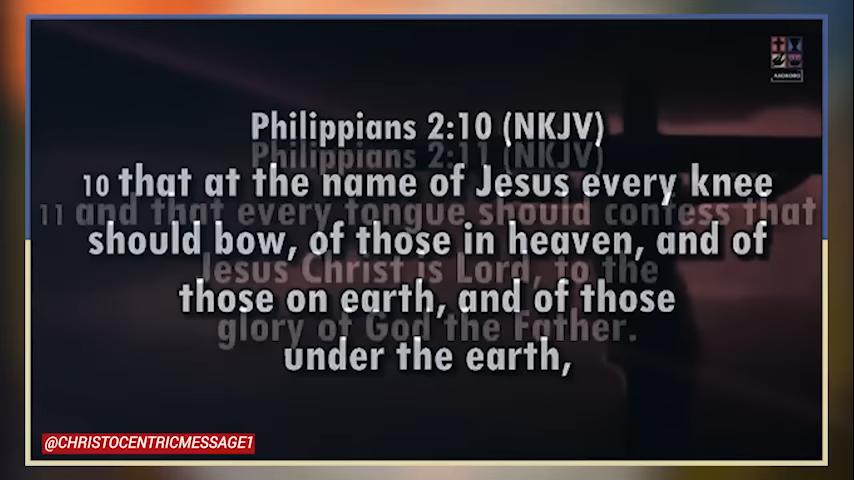 ASOKORO
Philippians 2:10 (NKJV)
10 that at the name of Jesus every knee
should bow, of those in heaven, and of
those on earth, and of those
under the earth,
Philippians 2:11 (NKJV)
11 and that every tongue should confess that
Jesus Christ is Lord, to the
glory of God the Father.
@CHRISTOCENTRICMESSAGE1